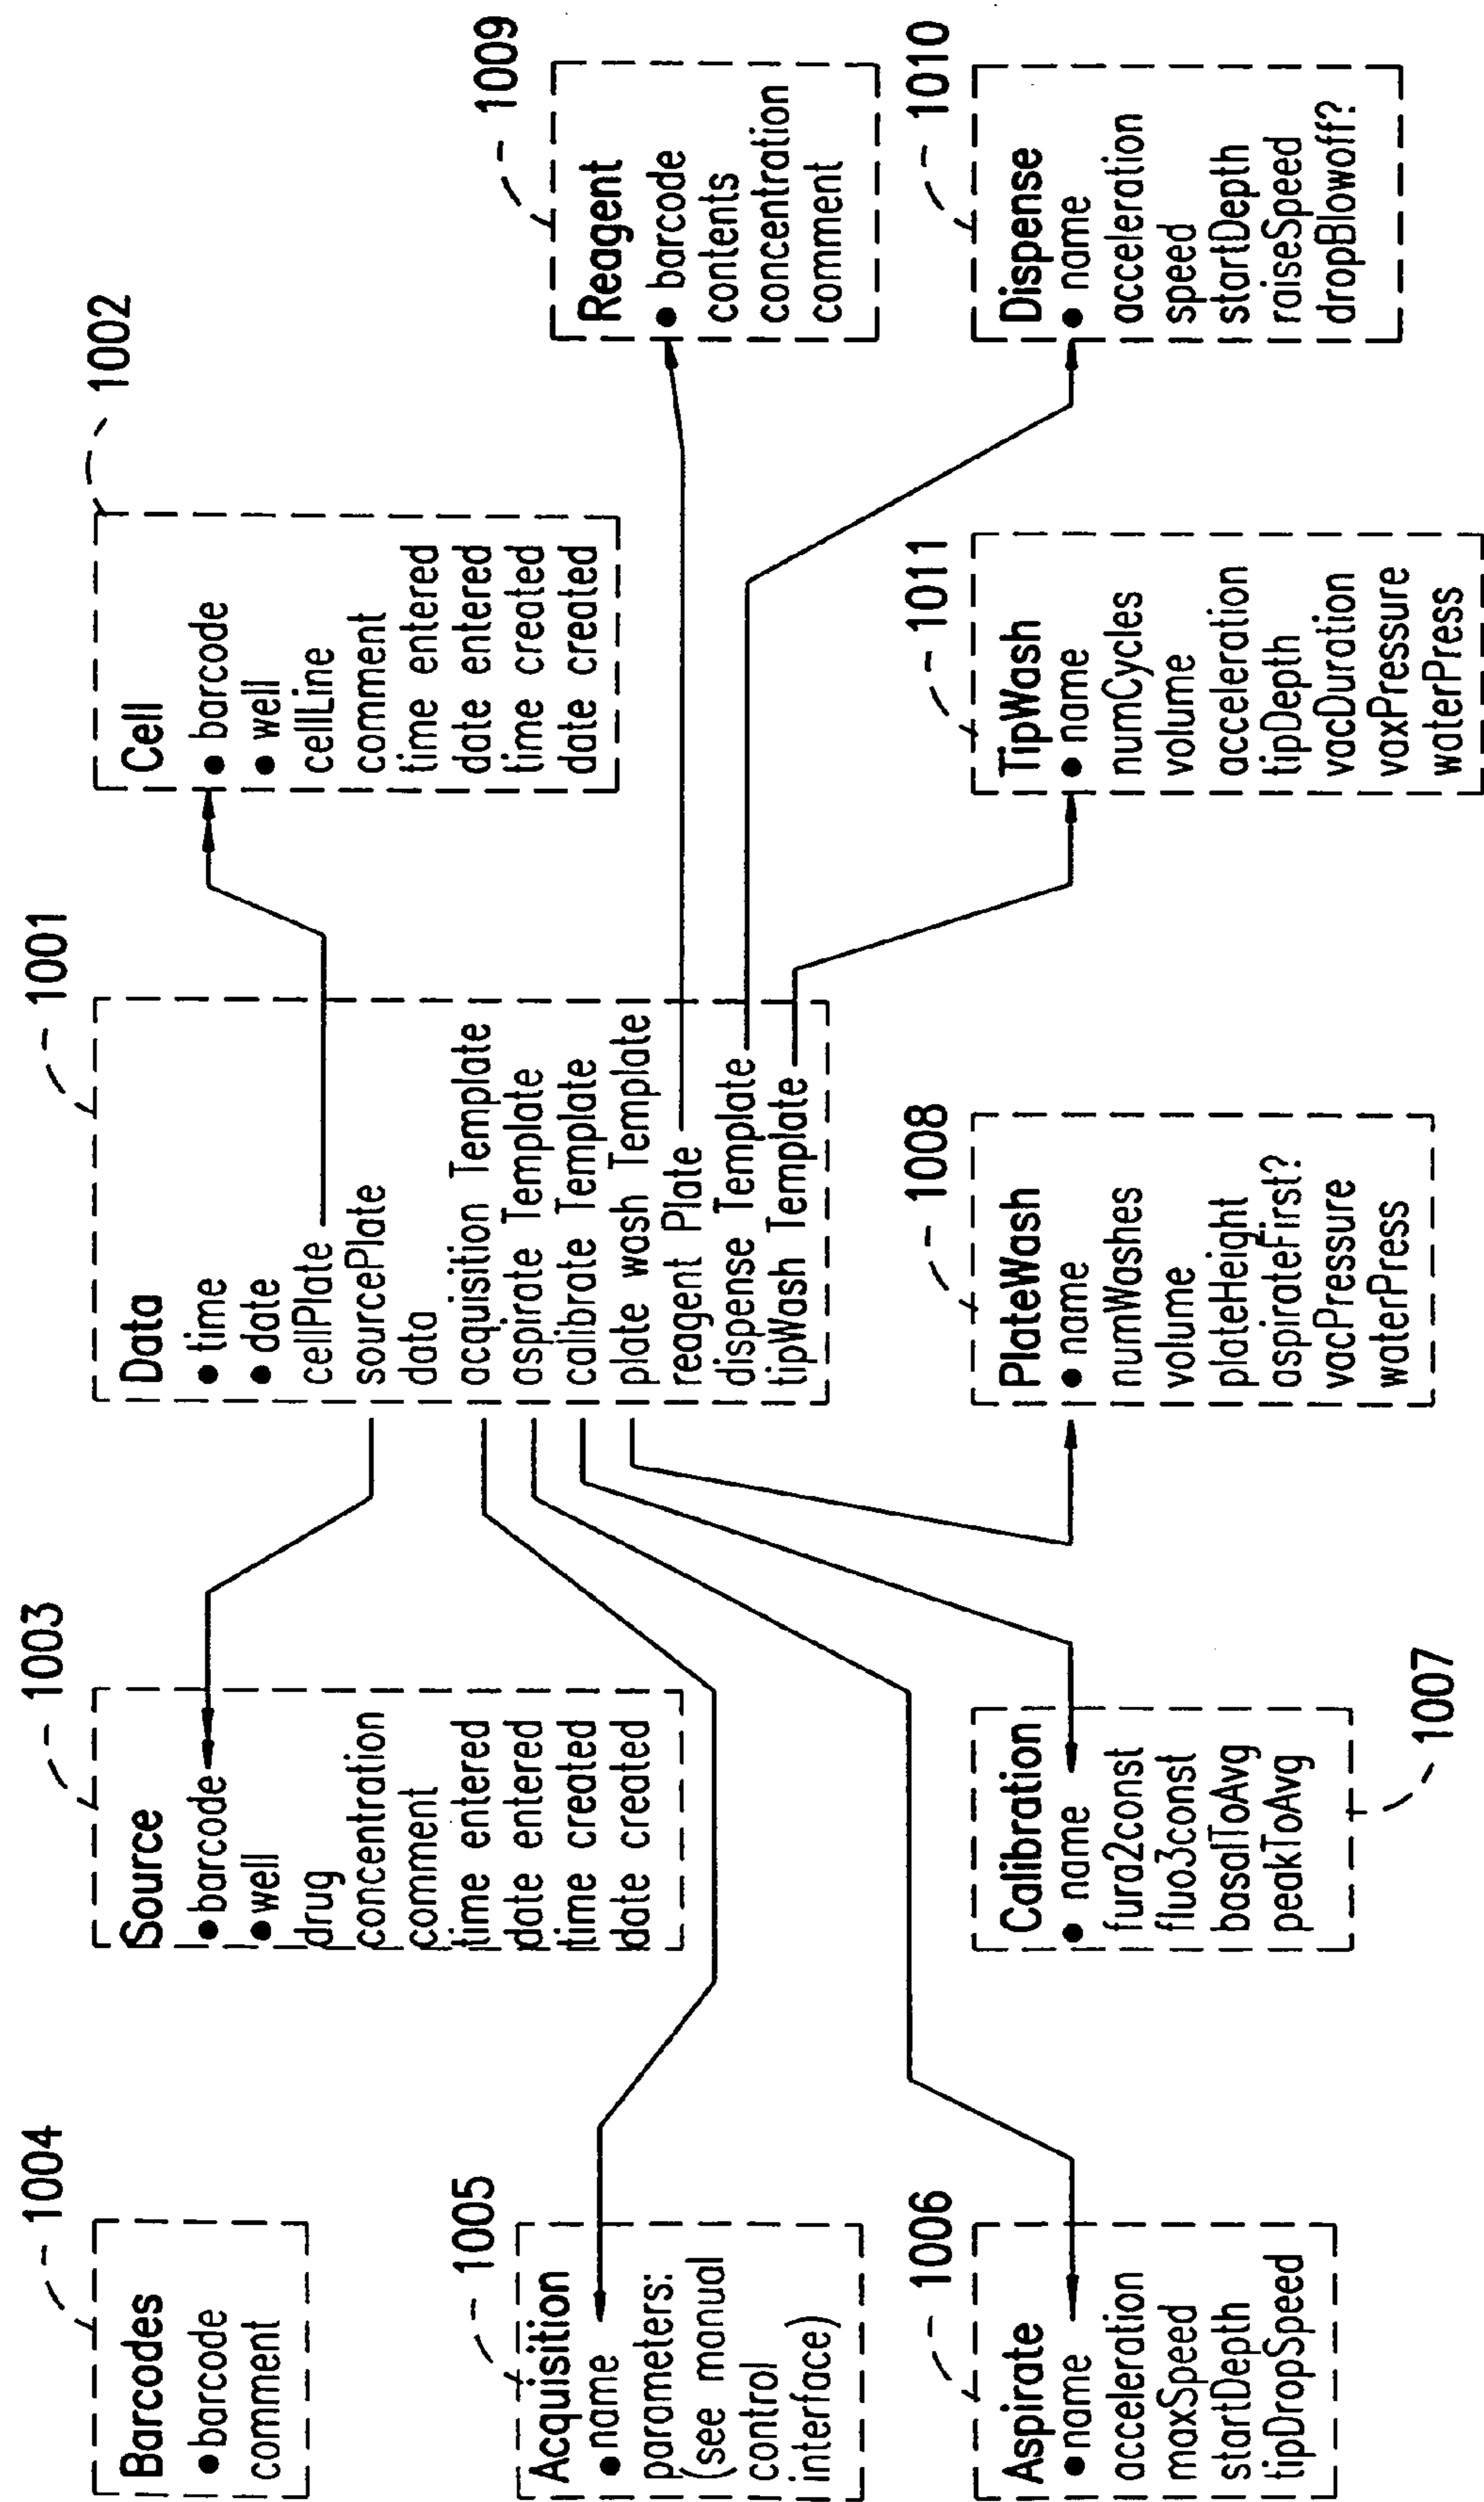 1004
Barcodes
• barcode
comment
1003
Source
• barcode
• well
drug
concentration
comment
time entered
date entered
time created
date created
1001
Data
• time
• date
cellPlate
sourcePlate
data
acquisition Template
aspirate Template
calibrate Template
plate wash Template
reagent Plate
dispense Template
tipWash Template
1002
Cell
• barcode
• well
cellLine
comment
time entered
date entered
time created
date created
1009
Reagent
• barcode
contents
concentration
comment
1005
Acquisition
• name
parameters:
(see manual
control
interface)
1006
Aspirate
• name
acceleration
maxSpeed
startDepth
tipDropSpeed
Calibration
• name
fura2const
fluo3const
basalToAvg
peakToAvg
1007
1008
PlateWash
• name
numWashes
volume
plateHeight
aspirateFirst?
vacPressure
waterPress
1011
TipWash
• name
numCycles
volume
acceleration
tipDepth
vacDuration
vaxPressure
waterPress
1010
Dispense
• name
acceleration
speed
startDepth
raiseSpeed
dropBlowoff?